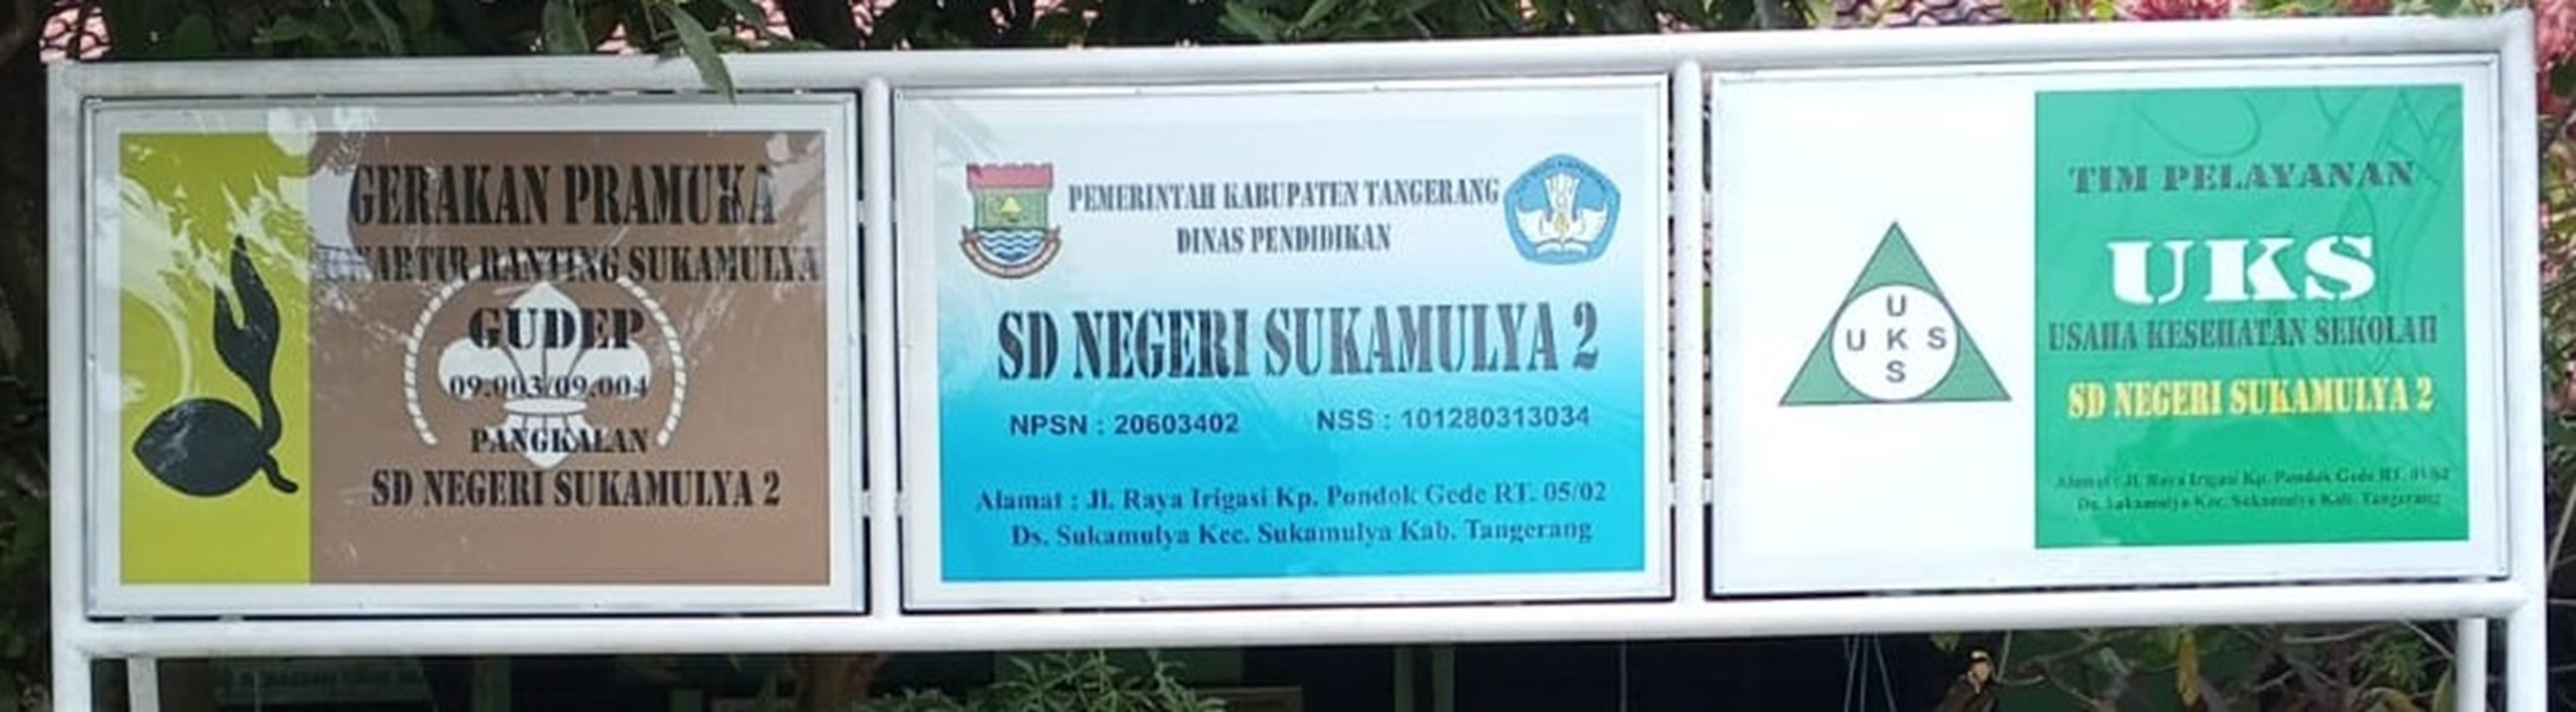 GERAKAN PRAMUKA
KWARTIR RANTING SUKAMULYA
GUDEP
09.003/09.004
PANGKALAN
SD NEGERI SUKAMULYA 2
PEMERINTAH KABUPATEN TANGERANG
DINAS PENDIDIKAN
SD NEGERI SUKAMULYA 2
NPSN : 20603402 NSS : 101280313034
Alamat : Jl. Raya Irigasi Kp. Pondok Gede RT. 05/02
Ds. Sukamulya Kec. Sukamulya Kab. Tangerang
U
U K S
S
TIM PELAYANAN
UKS
USAHA KESEHATAN SEKOLAH
SD NEGERI SUKAMULYA 2
Alamat : Jl. Raya Irigasi Kp. Pondok Gede RT.
Ds. Sukamulya Kec. Sukamulya Kab. Tangerang